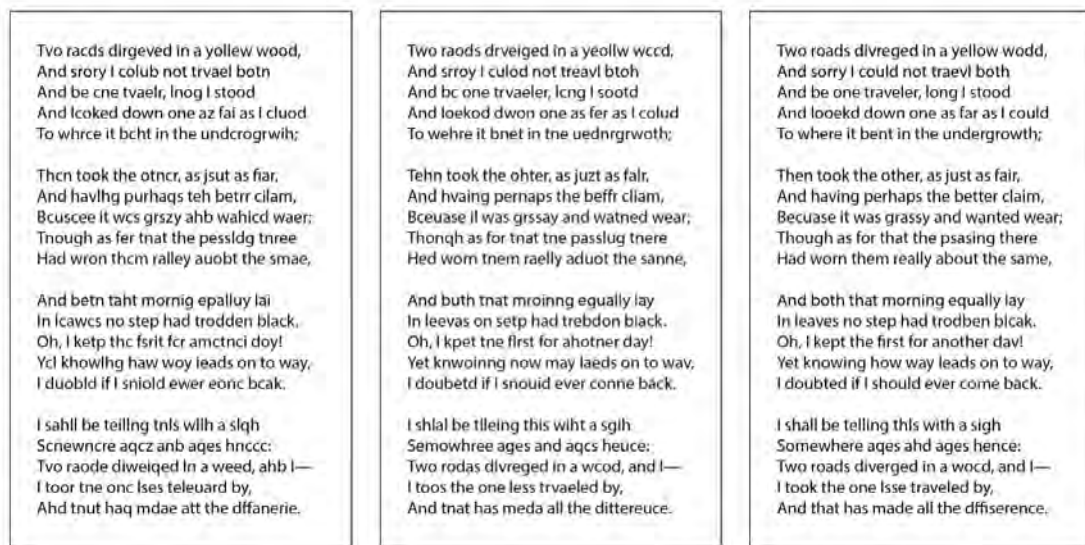 Tvo racds dirgeved in a yollew wood,
And srory I colub not trvael botn
And be cne tvaelr, lnog I stood
And lcoked down one az fai as I cluod
To whrce it bcht in the undcrogrwih;
Thcn took the otncr, as jsut as fiar,
And havlhg purhaqs teh betrr cilam,
Bcuscee it wcs grszy ahb wahicd waer;
Tnough as fer tnat the pessldg tnree
Had wron thcm ralley auobt the smae,
And betn taht mornig epalluy lai
In lcawcs no step had trodden black,
Oh, I ketp thc fsrit fcr amctnci doy!
Ycl khowlhg haw woy leads on to way,
I duobld if I sniold ewer eonc bcak.
I sahll be teiling tnls wilh a slqh
Scnewncre aqcz anb aqes hnccc:
Tvo raode diweiqed In a weed, ahb I—
I toor tne onc lses teleuard by,
Ahd tnut haq mdae att the dffanerie.
Two raods drveiged in a yeollw wccd,
And srroy I culod not treavl btoh
And bc one trvaeler, lcng I sootd
And loekod dwon one as fer as I colud
To wehre it bnet in tne uednrgrwoth;
Tehn took the ohter, as juzt as falr,
And hvaing pernaps the beffr cliam,
Bceuase il was grssay and watned wear;
Thonqh as for tnat tne passlug tnere
Hed worn tnem raelly aduot the sanne,
And buth tnat mroinng egually lay
In leevas on setp had trebdon black.
Oh, I kpet tne flrst for ahotner day!
Yet knwoinng now may laeds on to wav.
I doubetd if I snouid ever conne back.
I shlal be tlleing this wiht a sgih
Semowhree ages and aqcs heuce:
Two rodas dlvreged in a wcod, and I—
I toos the one less trvaeled by,
And tnat has meda all the dittereuce.
Two roads divreged in a yellow wodd,
And sorry I could not traevl both
And be one traveler, long I stood
And looekd down one as far as I could
To where it bent in the undergrowth;
Then took the other, as just as fair,
And having perhaps the better claim,
Becuase it was grassy and wanted wear;
Though as for that the psasing there
Had worn them really about the same,
And both that morning equally lay
In leaves no step had trodben blcak.
Oh, I kept the first for another dav!
Yet knowing how way leads on to way,
I doubted if I should ever come back.
I shall be telling thls with a sigh
Somewhere aqes ahd ages hence:
Two roads diverged in a wocd, and I—
I took the one lsse traveled by,
And that has made all the dffiserence.